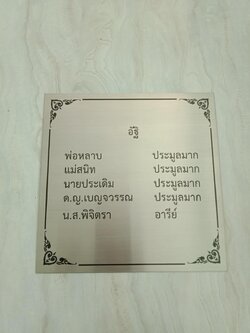 อัฐิ
พ่อหลาบ ประมูลมาก
แม่สนิท ประมูลมาก
นายประเดิม ประมูลมาก
ด.ญ.เบญจวรรณ ประมูลมาก
น.ส.พิจิตรา อารีย์